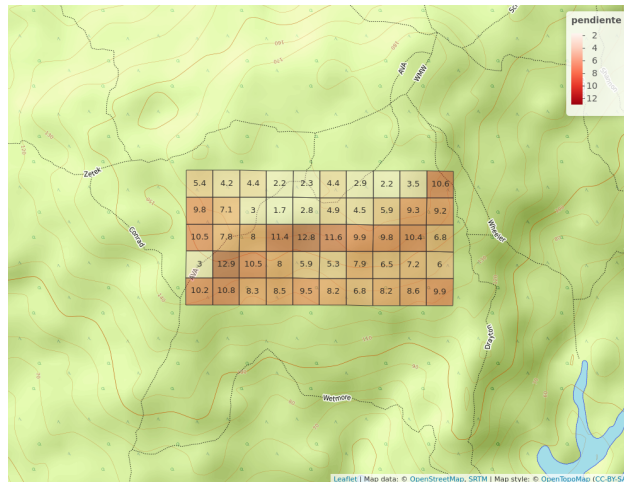 pendiente
2
4
6
8
10
12
AVA
WMW
Zerek
Conrad
Wheeler
AVA
5.4 4.2 4.4 2.2 2.3 4.4 2.9 2.2 3.5 10.6
9.8 7.1 3 1.7 2.8 4.9 4.5 5.9 9.3 9.2
10.5 7.8 8 11.4 12.8 11.6 9.9 9.8 10.4 6.8
3 12.9 10.5 8 5.9 5.3 7.9 6.5 7.2 6
10.2 10.8 8.3 8.5 9.5 8.2 6.8 8.2 8.6 9.9
Drayton
Wetmore
Leaflet | Map data: © OpenStreetMap, SRTM | Map style: © OpenTopoMap (CC-BY-SA